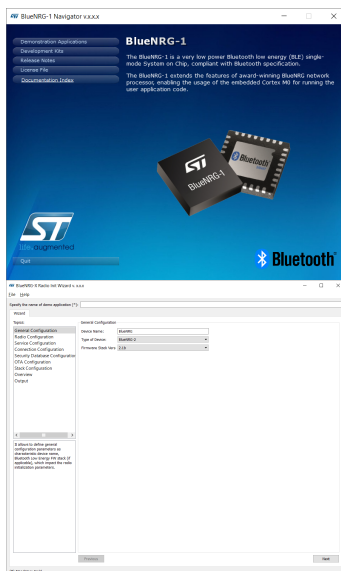 BlueNRG-1 Navigator v.x.x.x
Demonstration Applications
Development Kits
Release Notes
License File
Documentation Index
BlueNRG-1
The BlueNRG-1 is a very low power Bluetooth low energy (BLE) single-
mode System on Chip, compliant with Bluetooth specification.
The BlueNRG-1 extends the features of award-winning BlueNRG network
processor, enabling the usage of the embedded Cortex M0 for running the
user application code.
Bluetooth
BlueNRG-1
life.augmented
Quit
Bluetooth
BlueNRG-X Radio Init Wizard v. x.x.x
File Help
Specify the name of demo application (*):
Wizard
Topics
General Configuration
Radio Configuration
Service Configuration
Connection Configuration
Security Database Configuration
OTA Configuration
Stack Configuration
Overview
Output
General Configuration
Device Name: BlueNRG
Type of Device: BlueNRG-2
Firmware Stack Vers: 2.1x
It allows to define general
configuration parameters as
characteristic device name,
Bluetooth Low Energy FW stack (if
applicable), which impact the radio
initialization parameters.
Previous
Next